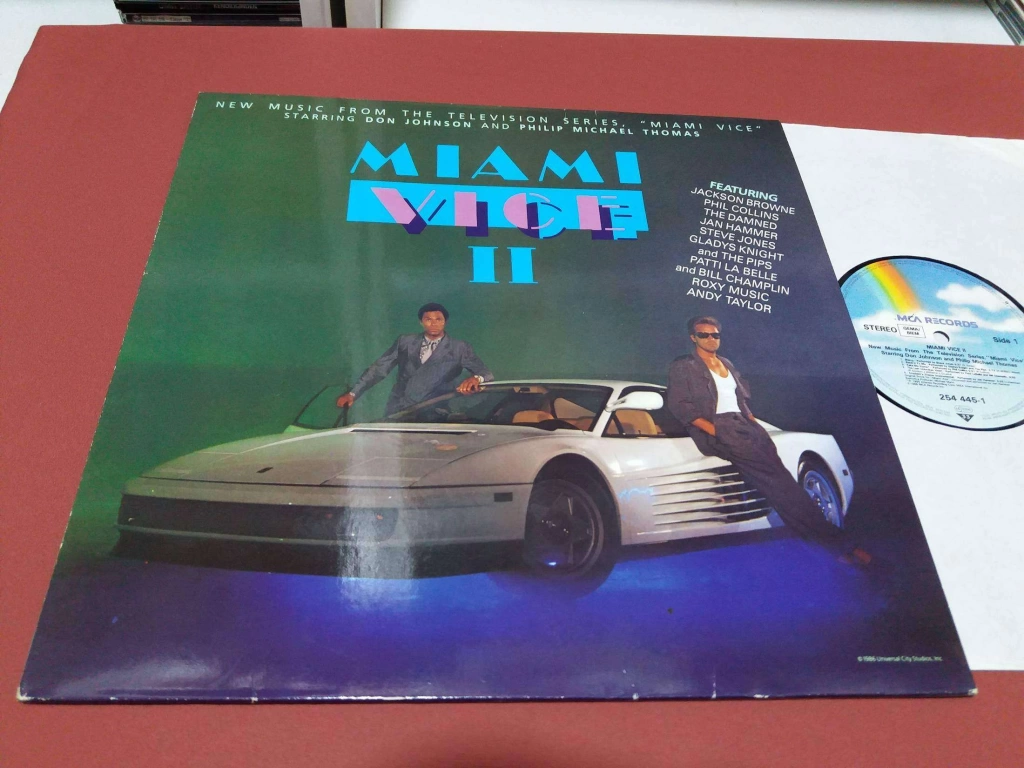 NEW MUSIC FROM THE TELEVISION SERIES, "MIAMI VICE"
STARRING DON JOHNSON AND PHILIP MICHAEL THOMAS
MIAMI
VICE
II
FEATURING
JACKSON BROWNE
PHIL COLLINS
THE DAMNED
JAN HAMMER
STEVE JONES
GLADYS KNIGHT
and THE PIPS
PATTI LA BELLE
and BILL CHAMPLIN
ROXY MUSIC
ANDY TAYLOR
©1986 Universal City Studios, Inc
MCA RECORDS
STEREO
GEMA/
BIEM
Side 1
MIAMI VICE II
New Music From The Television Series, "Miami Vice"
Starring Don Johnson and Philip Michael Thomas
254 445-1